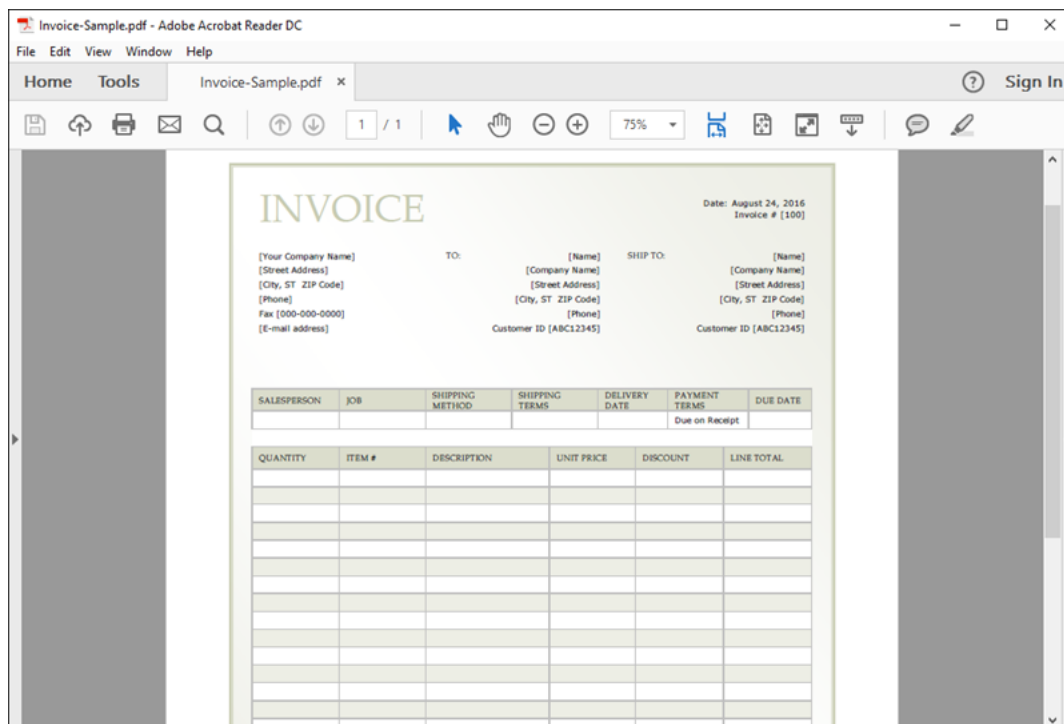 Invoice-Sample.pdf - Adobe Acrobat Reader DC
File Edit View Window Help
Home Tools Invoice-Sample.pdf × ? Sign In
1 / 1 75%
INVOICE
Date: August 24, 2016
Invoice # [100]
[Your Company Name]
[Street Address]
[City, ST ZIP Code]
[Phone]
Fax [000-000-0000]
[E-mail address]
TO:
[Name]
[Company Name]
[Street Address]
[City, ST ZIP Code]
[Phone]
Customer ID [ABC12345]
SHIP TO:
[Name]
[Company Name]
[Street Address]
[City, ST ZIP Code]
[Phone]
Customer ID [ABC12345]
SALESPERSON JOB SHIPPING METHOD SHIPPING TERMS DELIVERY DATE PAYMENT TERMS DUE DATE
Due on Receipt
QUANTITY ITEM # DESCRIPTION UNIT PRICE DISCOUNT LINE TOTAL